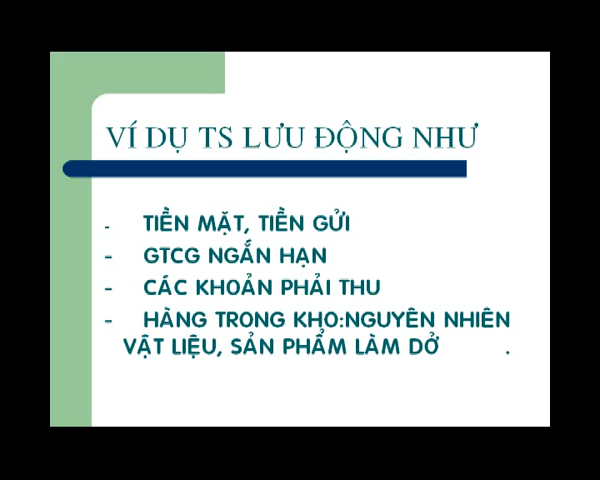 VÍ DỤ TS LƯU ĐỘNG NHƯ
- TIỀN MẶT, TIỀN GỬI
- GTCG NGẮN HẠN
- CÁC KHOẢN PHẢI THU
- HÀNG TRONG KHO:NGUYÊN NHIÊN
VẬT LIỆU, SẢN PHẨM LÀM DỞ .